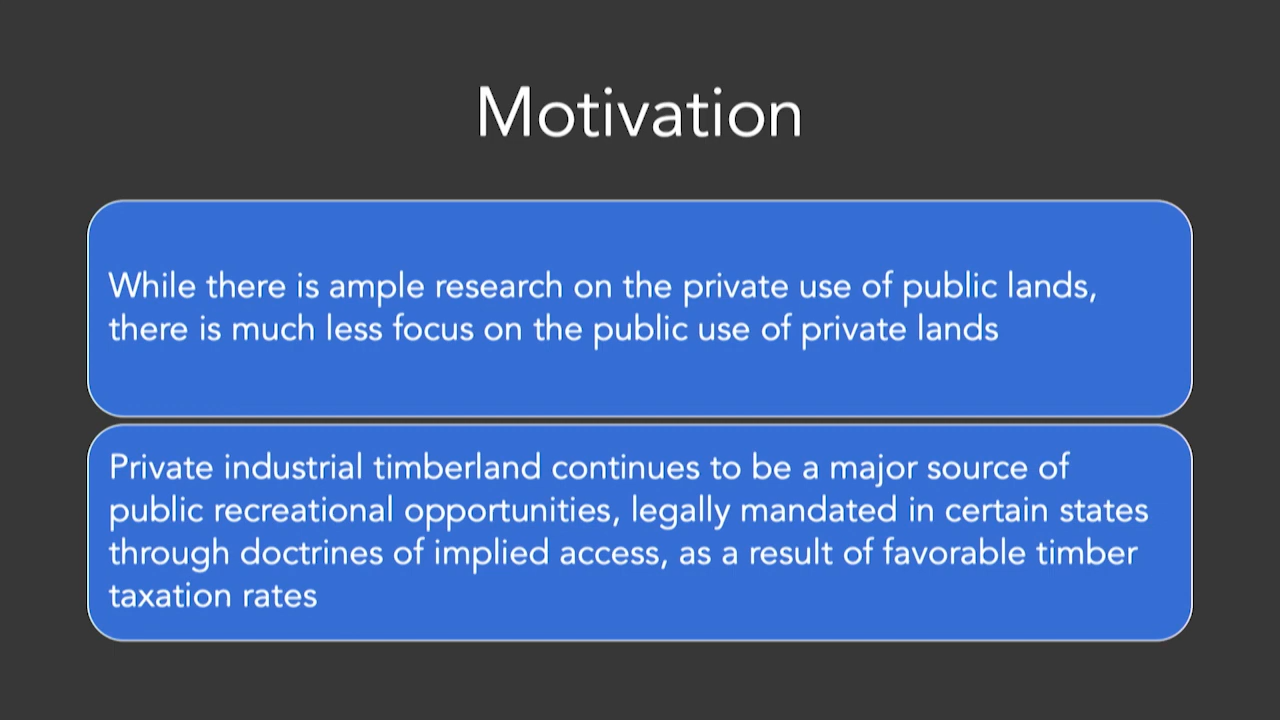 Motivation
While there is ample research on the private use of public lands,
there is much less focus on the public use of private lands
Private industrial timberland continues to be a major source of
public recreational opportunities, legally mandated in certain states
through doctrines of implied access, as a result of favorable timber
taxation rates